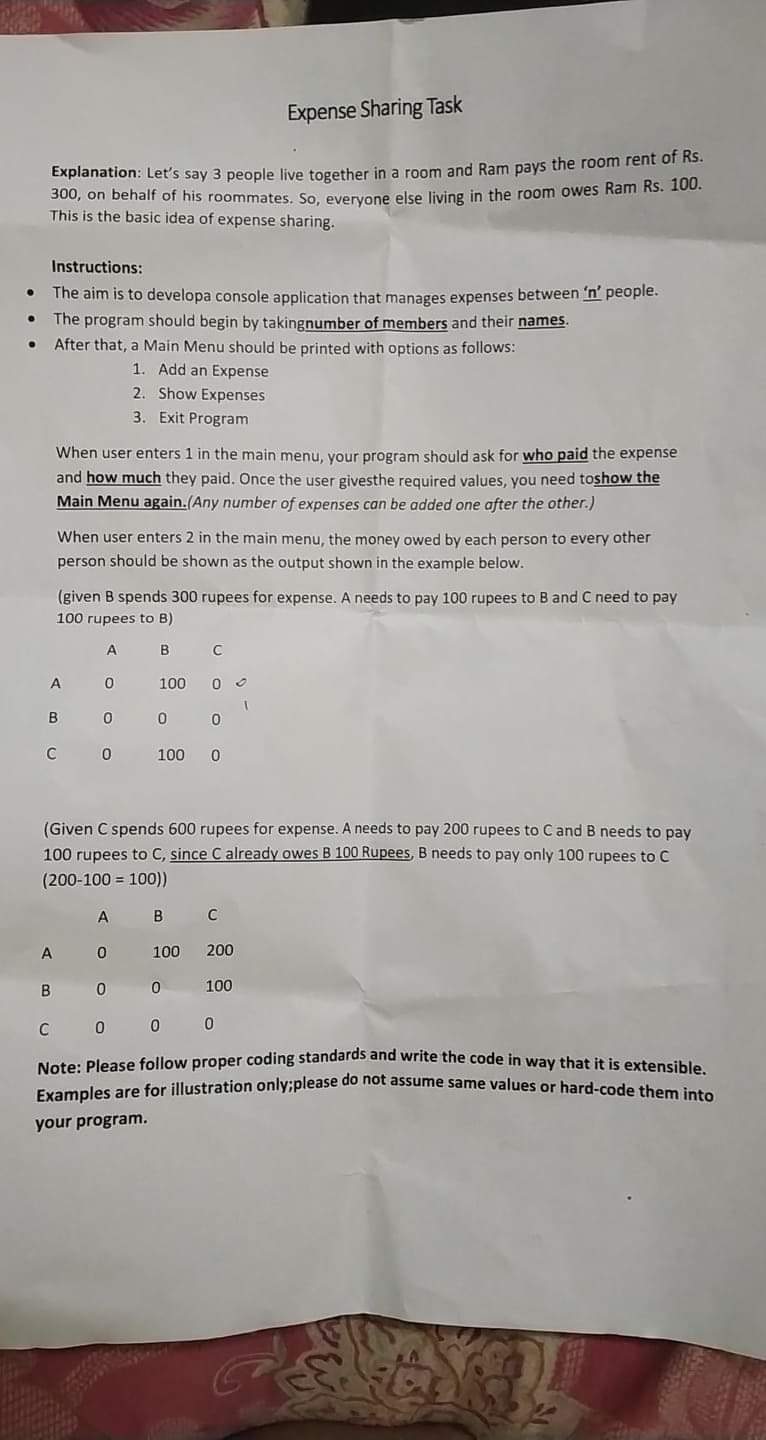 Expense Sharing Task
Explanation: Let's say 3 people live together in a room and Ram pays the room rent of Rs.
300, on behalf of his roommates. So, everyone else living in the room owes Ram Rs. 100.
This is the basic idea of expense sharing.
Instructions:
• The aim is to developa console application that manages expenses between 'n' people.
• The program should begin by takingnumber of members and their names.
• After that, a Main Menu should be printed with options as follows:
1. Add an Expense
2. Show Expenses
3. Exit Program
When user enters 1 in the main menu, your program should ask for who paid the expense
and how much they paid. Once the user givesthe required values, you need toshow the
Main Menu again.(Any number of expenses can be added one after the other.)
When user enters 2 in the main menu, the money owed by each person to every other
person should be shown as the output shown in the example below.
(given B spends 300 rupees for expense. A needs to pay 100 rupees to B and C need to pay
100 rupees to B)
A B C
A 0 100 0
B 0 0 0
C 0 100 0
(Given C spends 600 rupees for expense. A needs to pay 200 rupees to C and B needs to pay
100 rupees to C, since C already owes B 100 Rupees, B needs to pay only 100 rupees to C
(200-100 = 100))
A B C
A 0 100 200
B 0 0 100
C 0 0 0
Note: Please follow proper coding standards and write the code in way that it is extensible.
Examples are for illustration only;please do not assume same values or hard-code them into
your program.